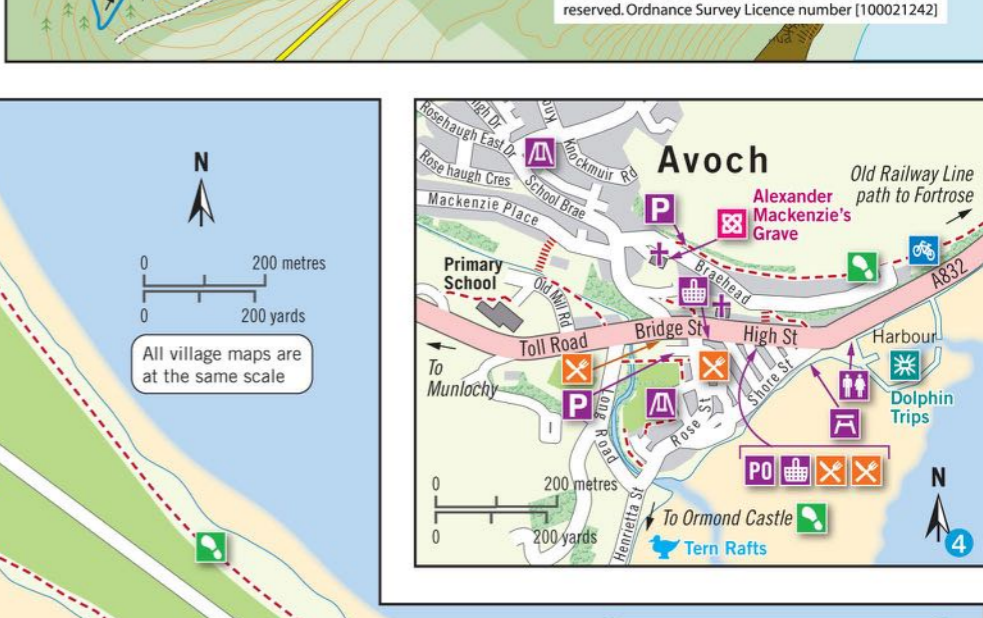 reserved. Ordnance Survey Licence number [100021242]
N
0
200 metres
0
200 yards
All village maps are
at the same scale
Rosehaugh East Dr
Rose haugh Cres
School Brae
Knockmuir Rd
Mackenzie Place
Avoch
Old Railway Line
path to Fortrose
P
Alexander
Mackenzie's
Grave
Primary
School
Old Mill Rd
Braehead
A832
Toll Road
Bridge St
High St
Harbour
To
Munlochy
P
Long
Road
Rose St
Shore St
Dolphin
Trips
PO
0
200 metres
0
200 yards
Henrietta St
To Ormond Castle
Tern Rafts
N
4